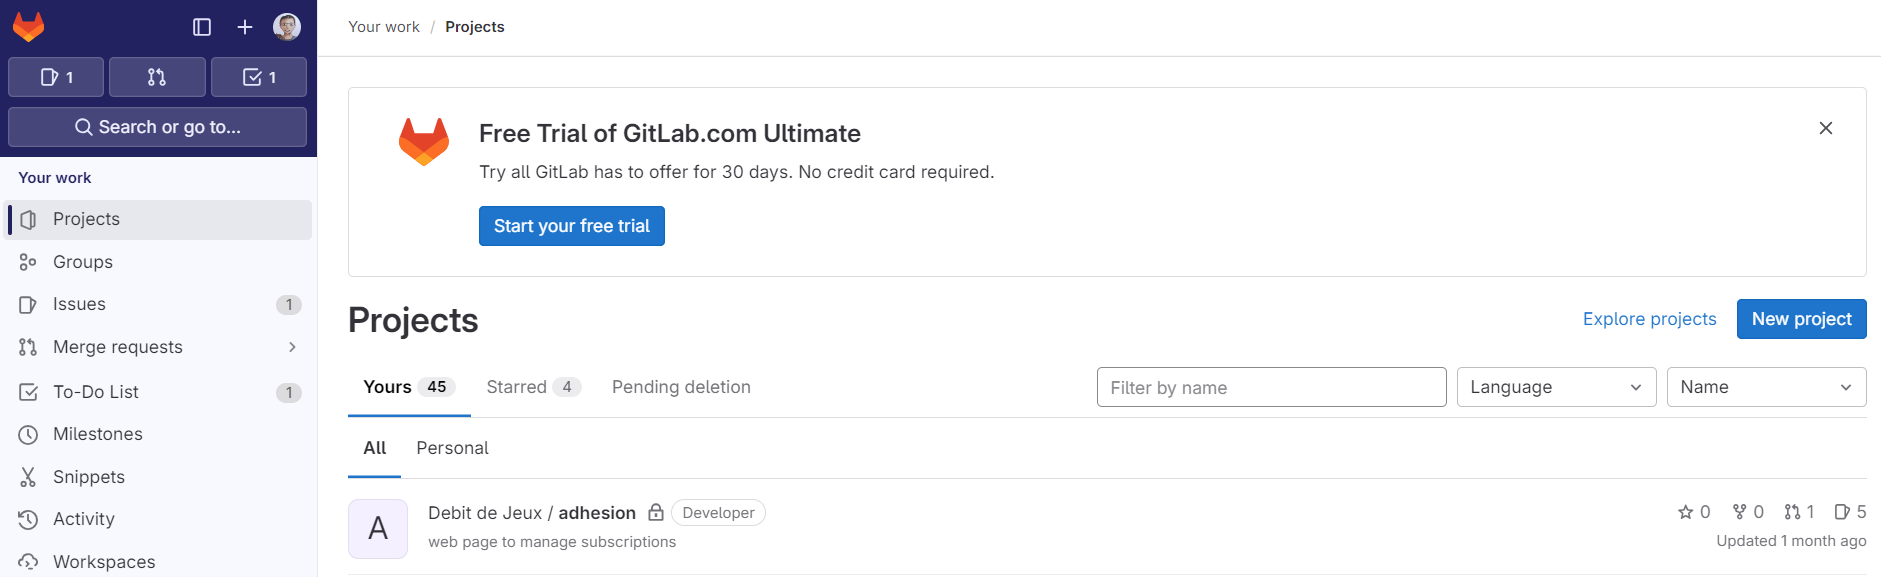 1
1
Search or go to...
Your work
Projects
Groups
Issues 1
Merge requests
To-Do List 1
Milestones
Snippets
Activity
Workspaces
Your work / Projects
Free Trial of GitLab.com Ultimate
Try all GitLab has to offer for 30 days. No credit card required.
Start your free trial
Projects
Explore projects
New project
Yours 45 Starred 4 Pending deletion
Filter by name
Language
Name
All Personal
A
Debit de Jeux / adhesion Developer
web page to manage subscriptions
0 0 1 5
Updated 1 month ago